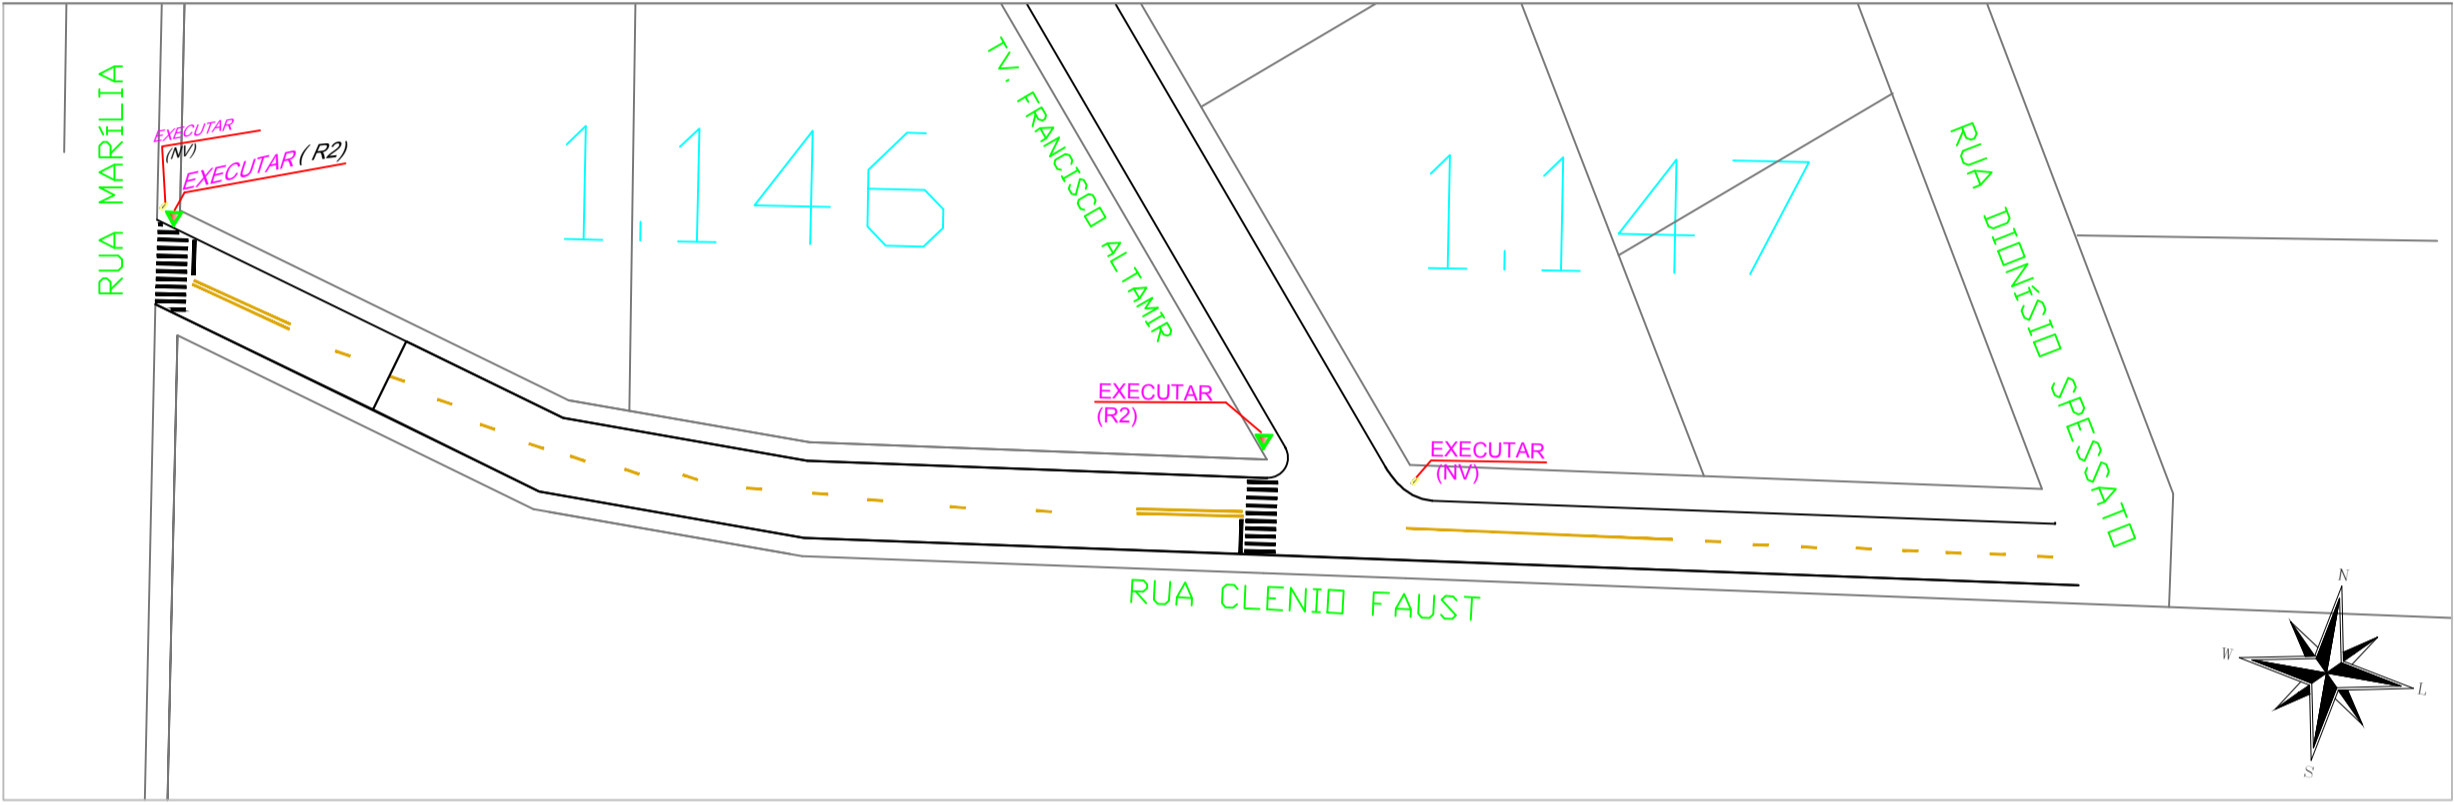 RUA MARÍLIA
EXECUTAR
(NV)
EXECUTAR (R2)
1.146
TV. FRANCISCO ALTAMIR
1.147
RUA DIONÍSIO SPESSATO
EXECUTAR
(R2)
EXECUTAR
(NV)
RUA CLENIO FAUST
N
W
L
S